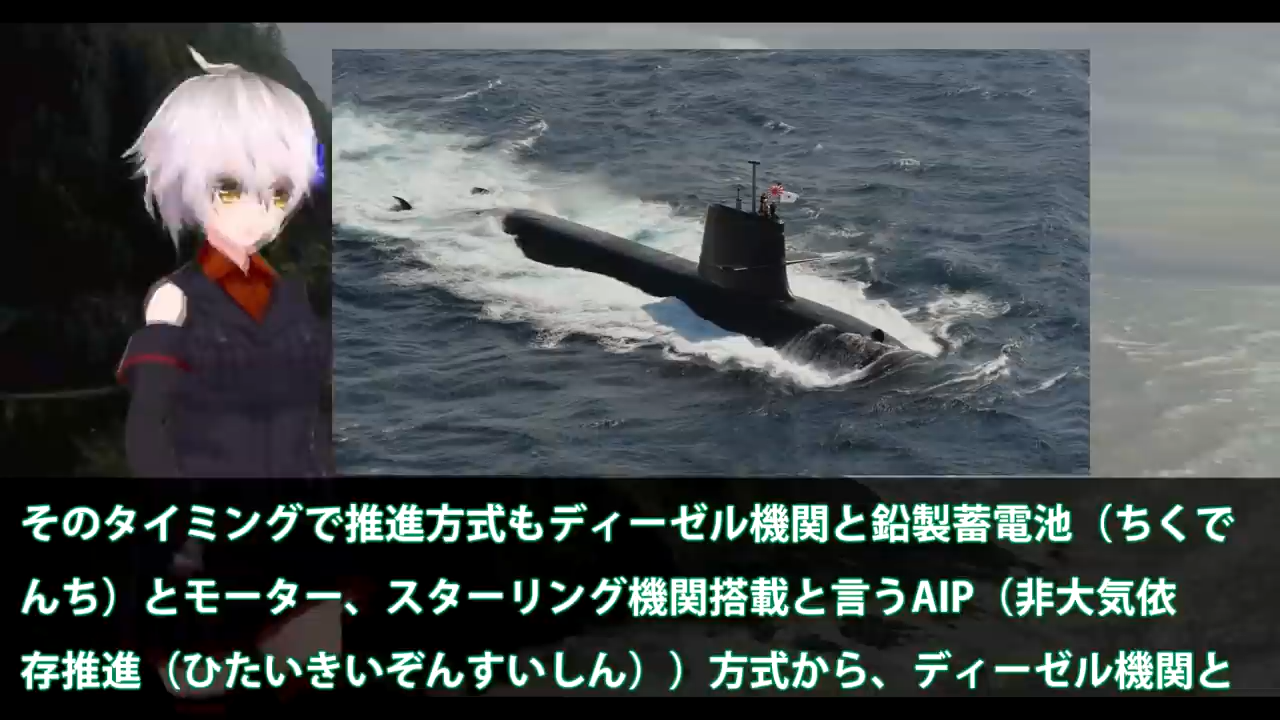 そのタイミングで推進方式もディーゼル機関と鉛製蓄電池（ちくで
んち）とモーター、スターリング機関搭載と言うAIP（非大気依
存推進（ひたいきいぞんすいしん））方式から、ディーゼル機関と